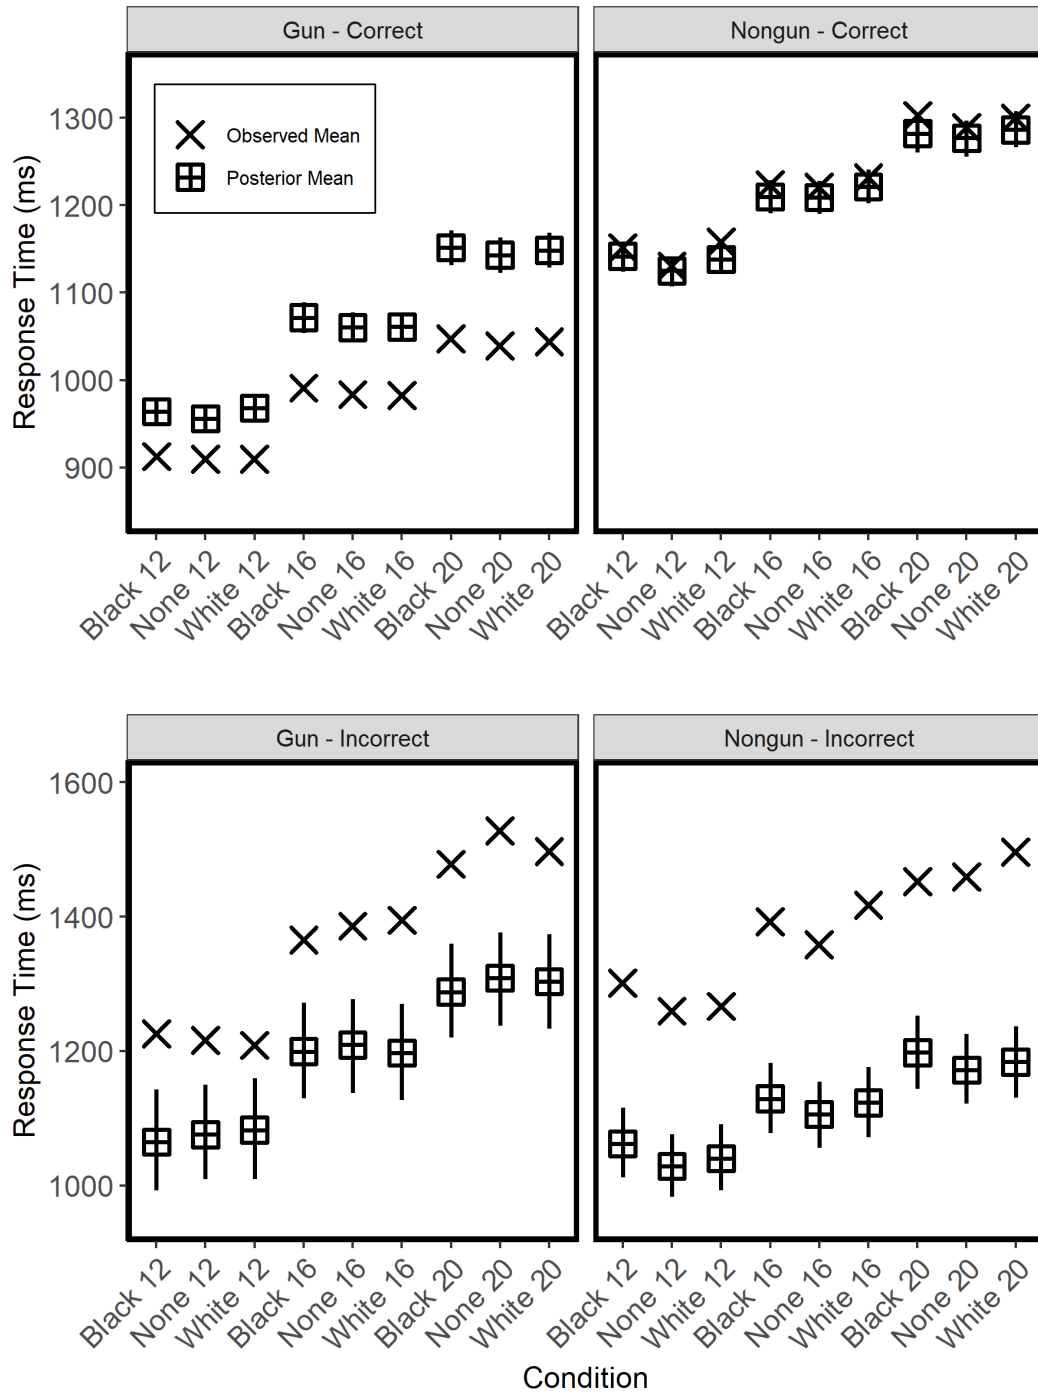 Gun - Correct
Nongun - Correct
Response Time (ms)
1300
1200
1100
1000
900
Observed Mean
Posterior Mean
Black 12
None 12
White 12
Black 16
None 16
White 16
Black 20
None 20
White 20
Black 12
None 12
White 12
Black 16
None 16
White 16
Black 20
None 20
White 20
Gun - Incorrect
Nongun - Incorrect
Response Time (ms)
1600
1400
1200
1000
Black 12
None 12
White 12
Black 16
None 16
White 16
Black 20
None 20
White 20
Black 12
None 12
White 12
Black 16
None 16
White 16
Black 20
None 20
White 20
Condition